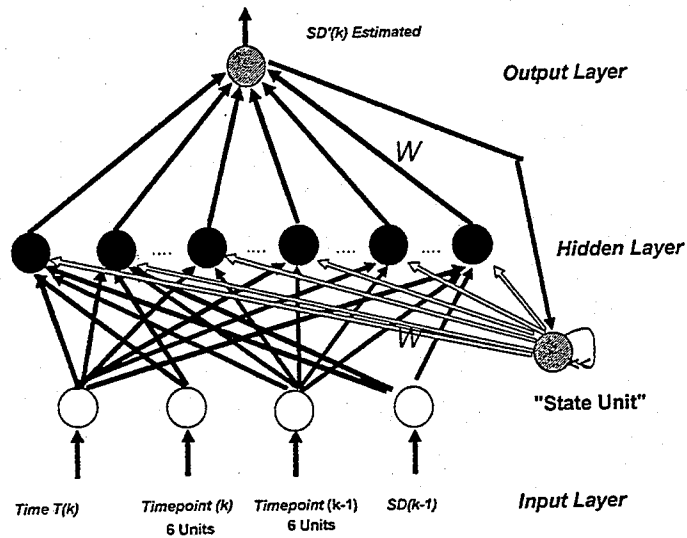 SD'(k) Estimated
Output Layer
W
.... .... .... ....
Hidden Layer
W
"State Unit"
Time T(k)
Timepoint (k)
6 Units
Timepoint (k-1)
6 Units
SD(k-1)
Input Layer